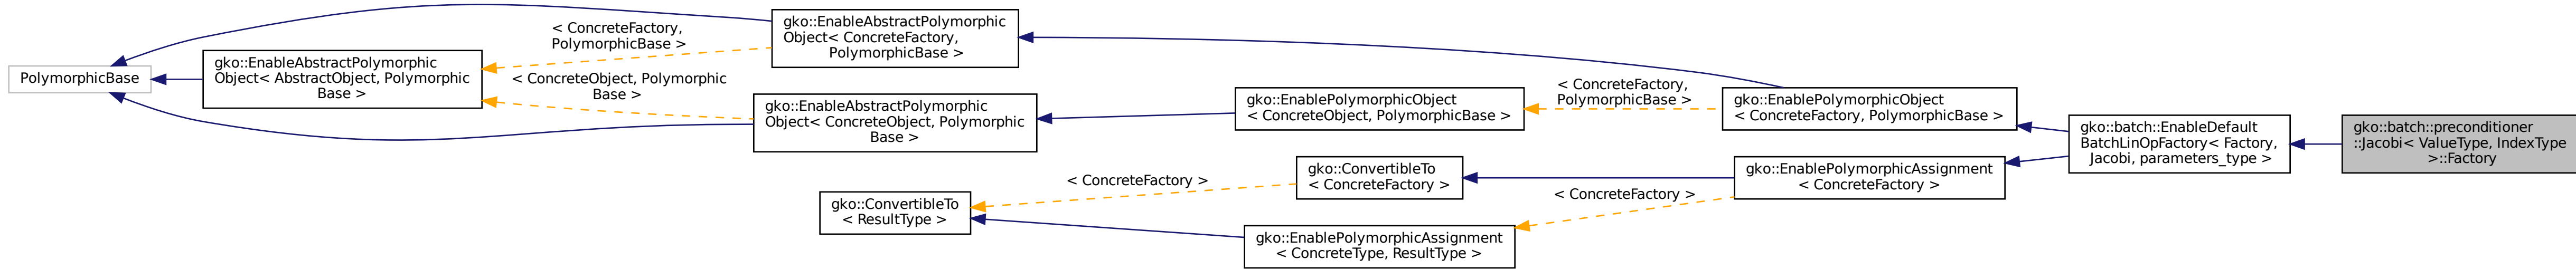 PolymorphicBase
gko::EnableAbstractPolymorphic
Object< AbstractObject, Polymorphic
Base >
< ConcreteFactory,
PolymorphicBase >
< ConcreteObject, Polymorphic
Base >
gko::EnableAbstractPolymorphic
Object< ConcreteFactory,
PolymorphicBase >
gko::EnableAbstractPolymorphic
Object< ConcreteObject, Polymorphic
Base >
gko::ConvertibleTo
< ResultType >
< ConcreteFactory >
gko::EnablePolymorphicObject
< ConcreteObject, PolymorphicBase >
gko::ConvertibleTo
< ConcreteFactory >
gko::EnablePolymorphicAssignment
< ConcreteType, ResultType >
< ConcreteFactory,
PolymorphicBase >
< ConcreteFactory >
gko::EnablePolymorphicObject
< ConcreteFactory, PolymorphicBase >
gko::EnablePolymorphicAssignment
< ConcreteFactory >
gko::batch::EnableDefault
BatchLinOpFactory< Factory,
Jacobi, parameters_type >
gko::batch::preconditioner
::Jacobi< ValueType, IndexType
>::Factory